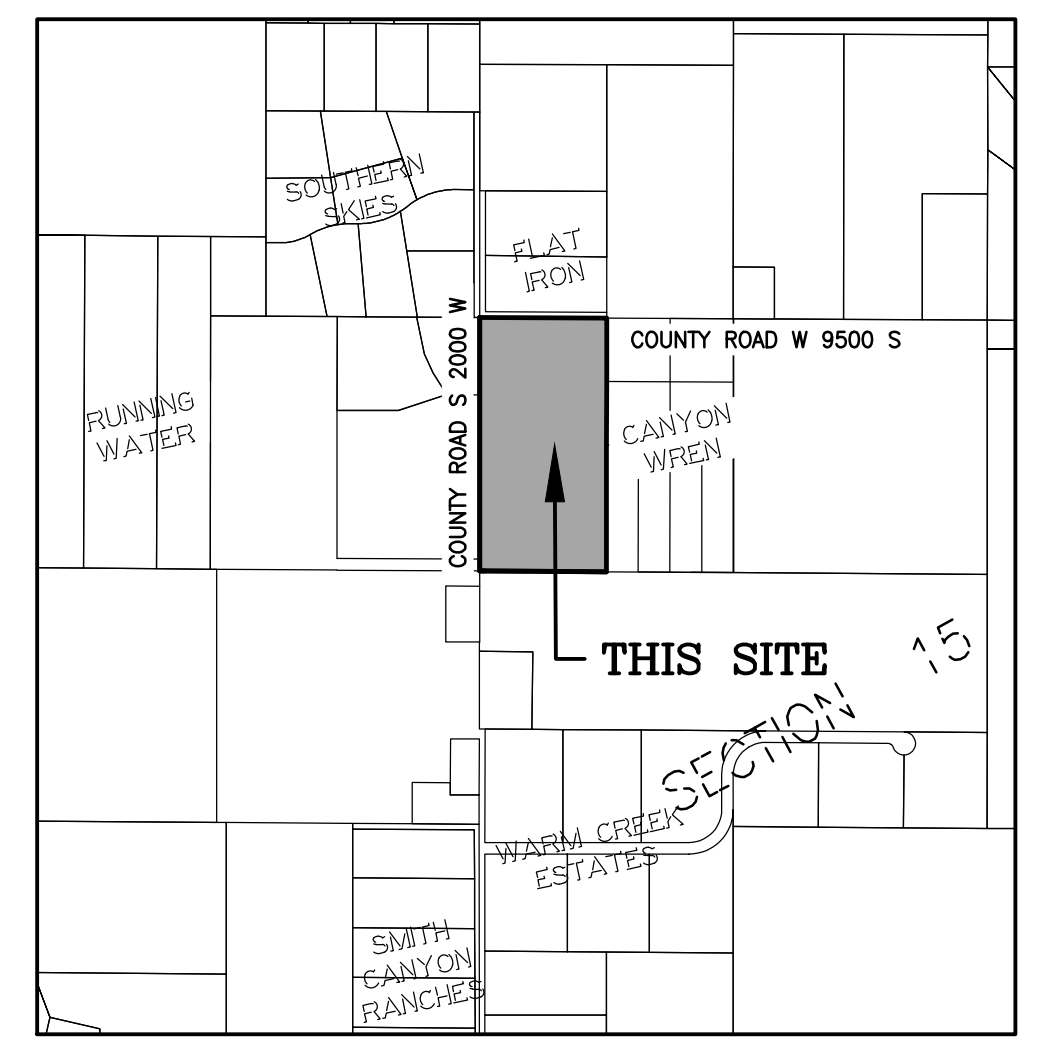 SOUTHERN
SKIES
FLAT
IRON
COUNTY ROAD S 2000 W
COUNTY ROAD W 9500 S
RUNNING
WATER
CANYON
WREN
THIS SITE
SECTION 15
WARM CREEK
ESTATES
SMITH
CANYON
RANCHES